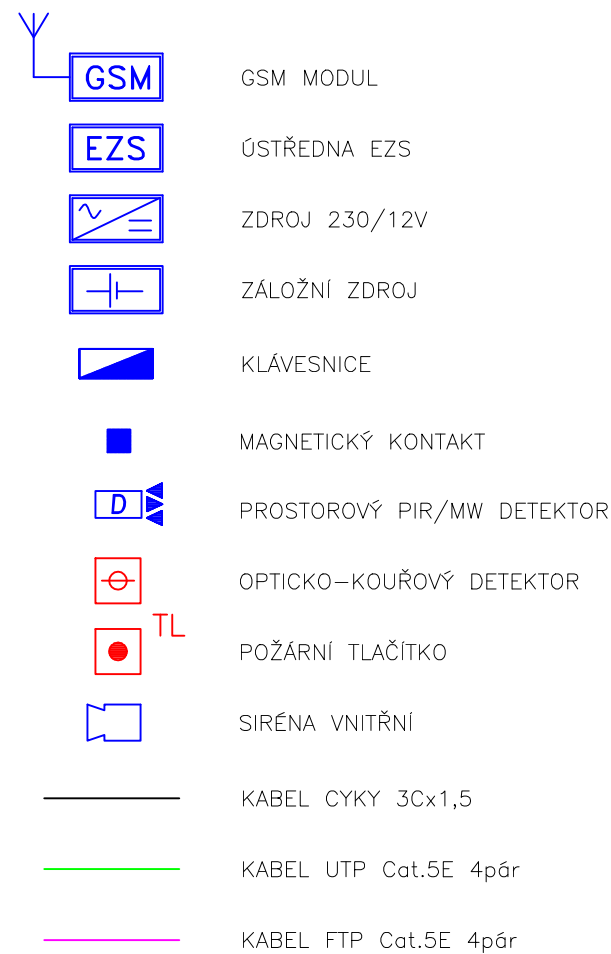 GSM GSM MODUL
EZS ÚSTŘEDNA EZS
ZDROJ 230/12V
ZÁLOŽNÍ ZDROJ
KLÁVESNICE
MAGNETICKÝ KONTAKT
D PROSTOROVÝ PIR/MW DETEKTOR
OPTICKO-KOUŘOVÝ DETEKTOR
TL POŽÁRNÍ TLAČÍTKO
SIRÉNA VNITŘNÍ
KABEL CYKY 3Cx1,5
KABEL UTP Cat.5E 4pár
KABEL FTP Cat.5E 4pár